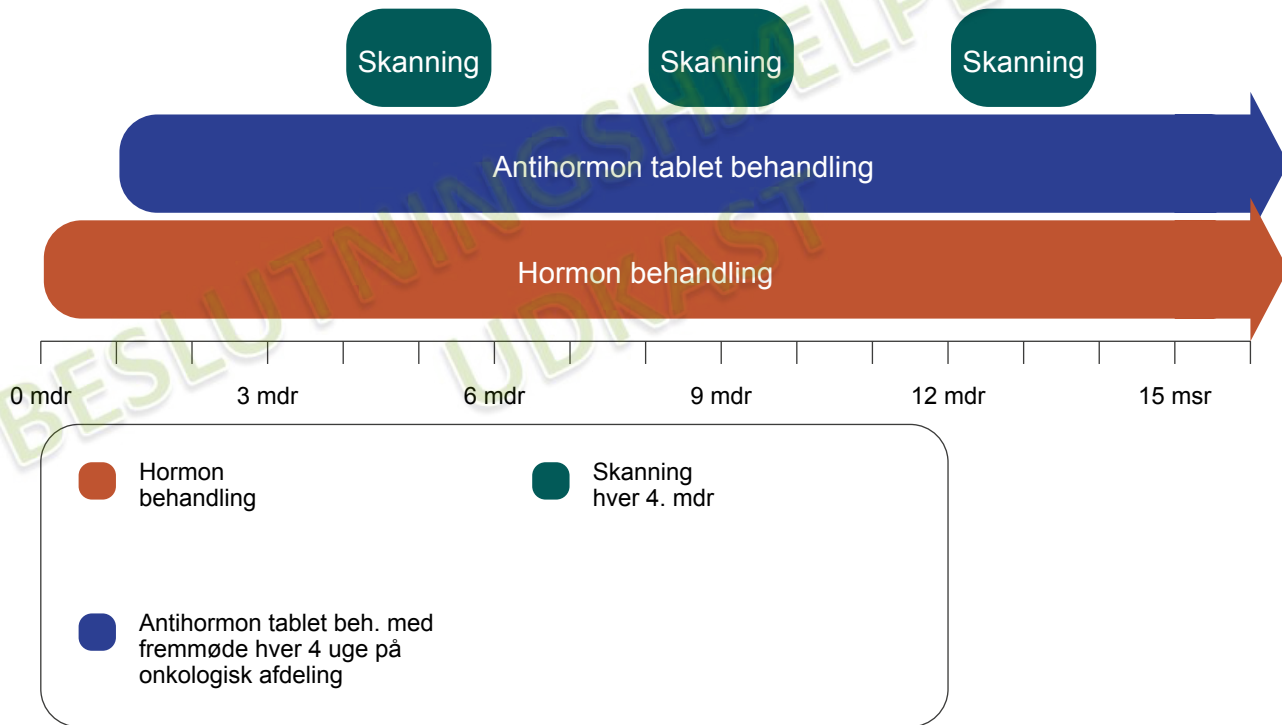 Skanning
Skanning
Skanning
Antihormon tablet behandling
Hormon behandling
BESLUTNINGSHJÆLPE
UDKAST
0 mdr
3 mdr
6 mdr
9 mdr
12 mdr
15 msr
Hormon
behandling
Skanning
hver 4. mdr
Antihormon tablet beh. med
fremmøde hver 4 uge på
onkologisk afdeling